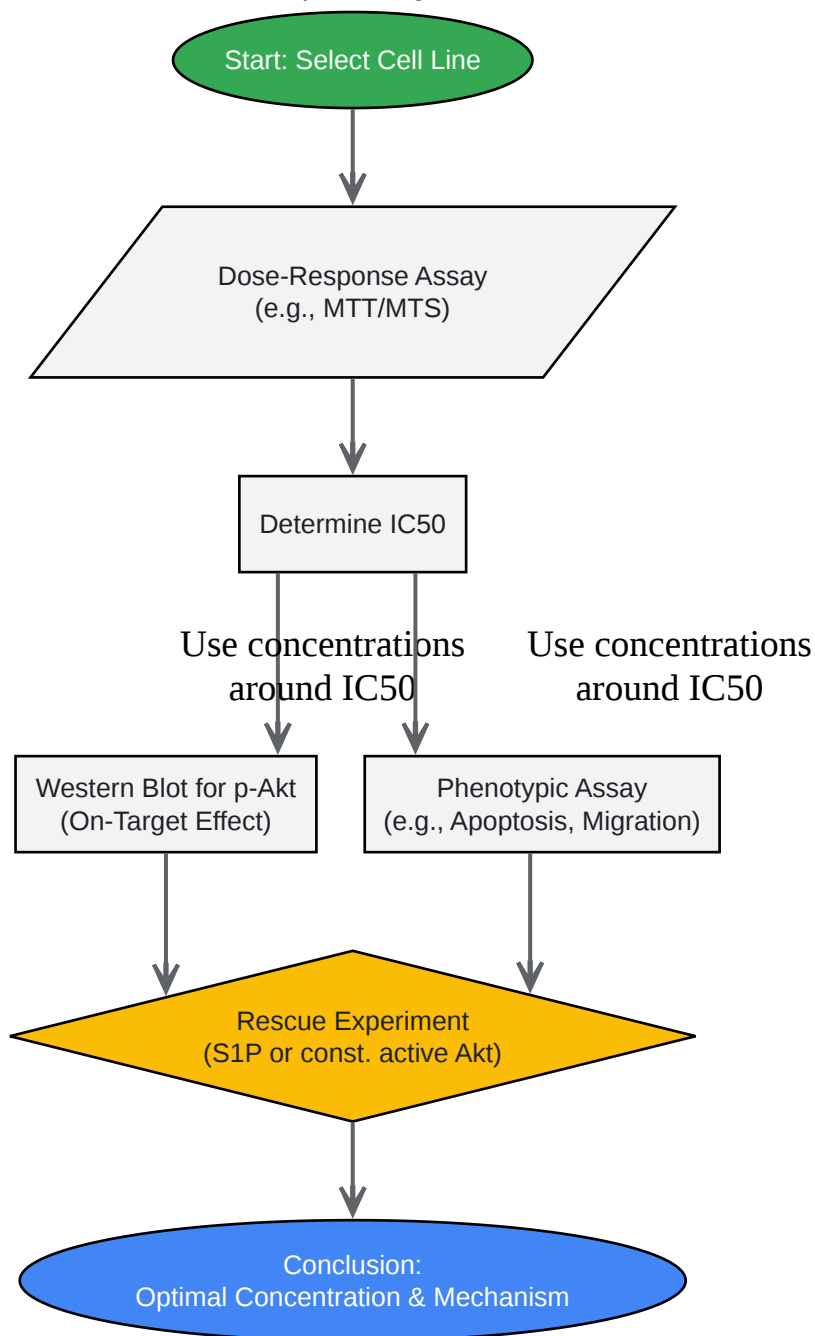 Start: Select Cell Line
Dose-Response Assay
(e.g., MTT/MTS)
Determine IC50
Use concentrations
around IC50
Use concentrations
around IC50
Western Blot for p-Akt
(On-Target Effect)
Phenotypic Assay
(e.g., Apoptosis, Migration)
Rescue Experiment
(S1P or const. active Akt)
Conclusion:
Optimal Concentration & Mechanism